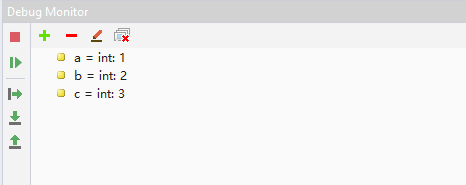 Debug Monitor
a = int: 1
b = int: 2
c = int: 3